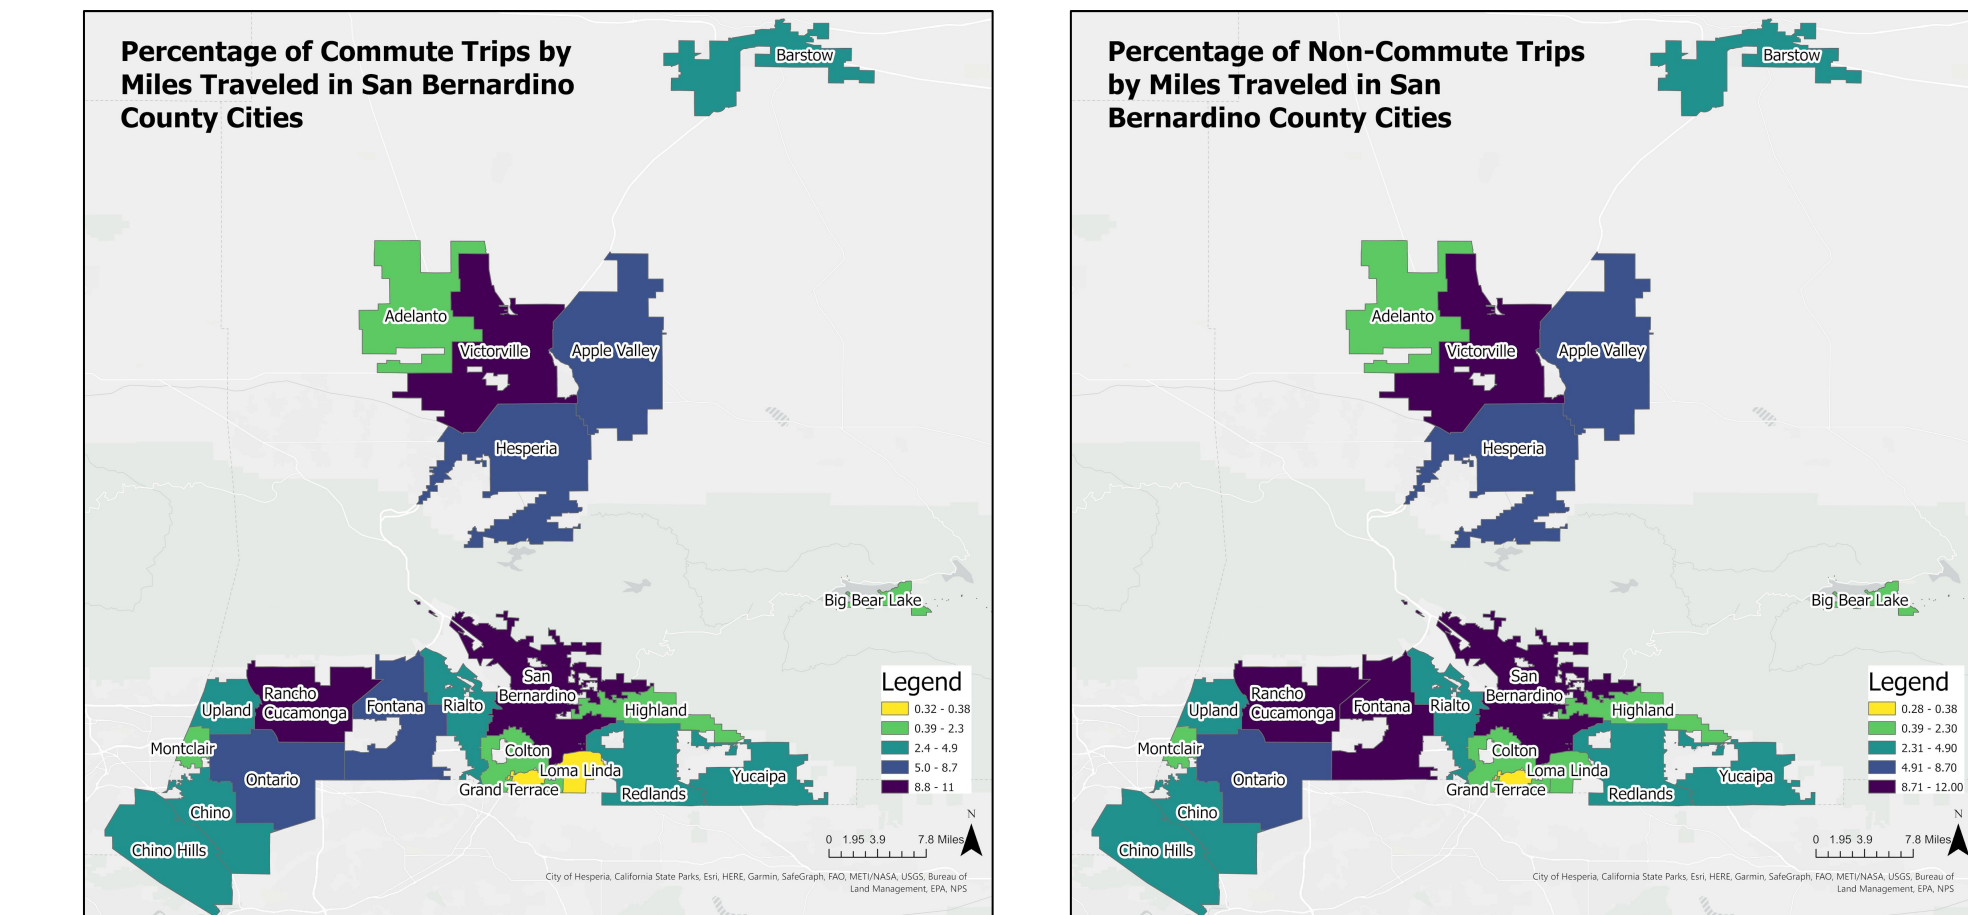 Percentage of Commute Trips by
Miles Traveled in San Bernardino
County Cities
Barstow
Adelanto
Victorville
Apple Valley
Hesperia
Big Bear Lake
San
Bernardino
Rancho
Cucamonga
Fontana
Rialto
Upland
Highland
Montclair
Colton
Loma Linda
Ontario
Grand Terrace
Redlands
Yucaipa
Chino
Chino Hills
Legend
0.32 - 0.38
0.39 - 2.3
2.4 - 4.9
5.0 - 8.7
8.8 - 11
N
0 1.95 3.9 7.8 Miles
City of Hesperia, California State Parks, Esri, HERE, Garmin, SafeGraph, FAO, METI/NASA, USGS, Bureau of
Land Management, EPA, NPS
Percentage of Non-Commute Trips
by Miles Traveled in San
Bernardino County Cities
Barstow
Adelanto
Victorville
Apple Valley
Hesperia
Big Bear Lake
San
Bernardino
Rancho
Cucamonga
Fontana
Rialto
Upland
Highland
Montclair
Colton
Loma Linda
Ontario
Grand Terrace
Redlands
Yucaipa
Chino
Chino Hills
Legend
0.28 - 0.38
0.39 - 2.30
2.31 - 4.90
4.91 - 8.70
8.71 - 12.00
N
0 1.95 3.9 7.8 Miles
City of Hesperia, California State Parks, Esri, HERE, Garmin, SafeGraph, FAO, METI/NASA, USGS, Bureau of
Land Management, EPA, NPS